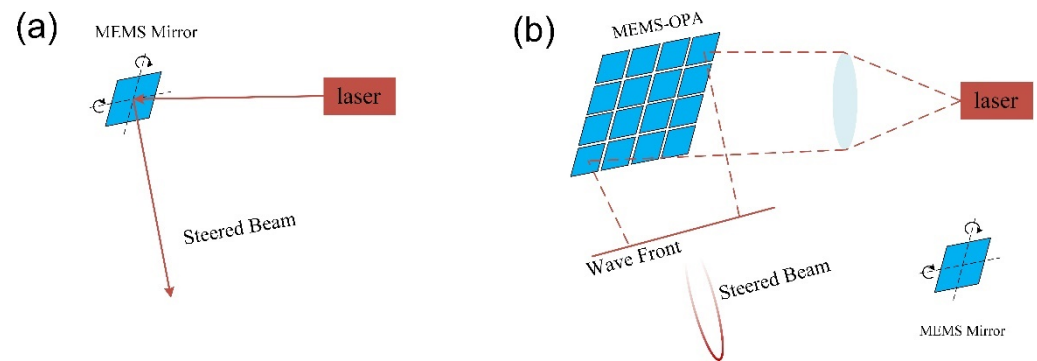 (a)
MEMS Mirror
laser
Steered Beam
(b)
MEMS-OPA
laser
Wave Front
Steered Beam
MEMS Mirror